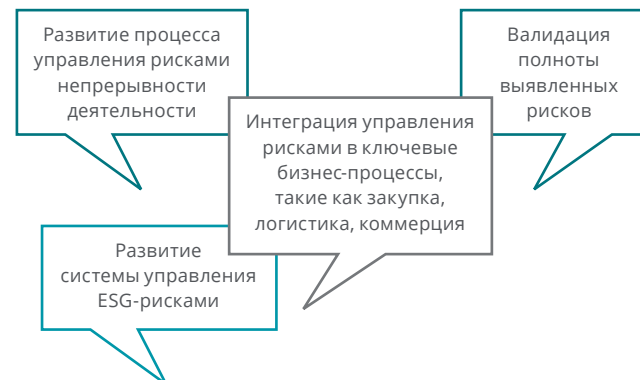 Развитие процесса
управления рисками
непрерывности
деятельности
Валидация
полноты
выявленных
рисков
Интеграция управления
рисками в ключевые
бизнес-процессы,
такие как закупка,
логистика, коммерция
Развитие
системы управления
ESG-рисками